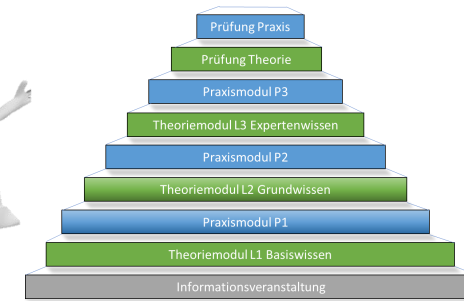 Prüfung Praxis
Prüfung Theorie
Praxismodul P3
Theoriemodul L3 Expertenwissen
Praxismodul P2
Theoriemodul L2 Grundwissen
Praxismodul P1
Theoriemodul L1 Basiswissen
Informationsveranstaltung